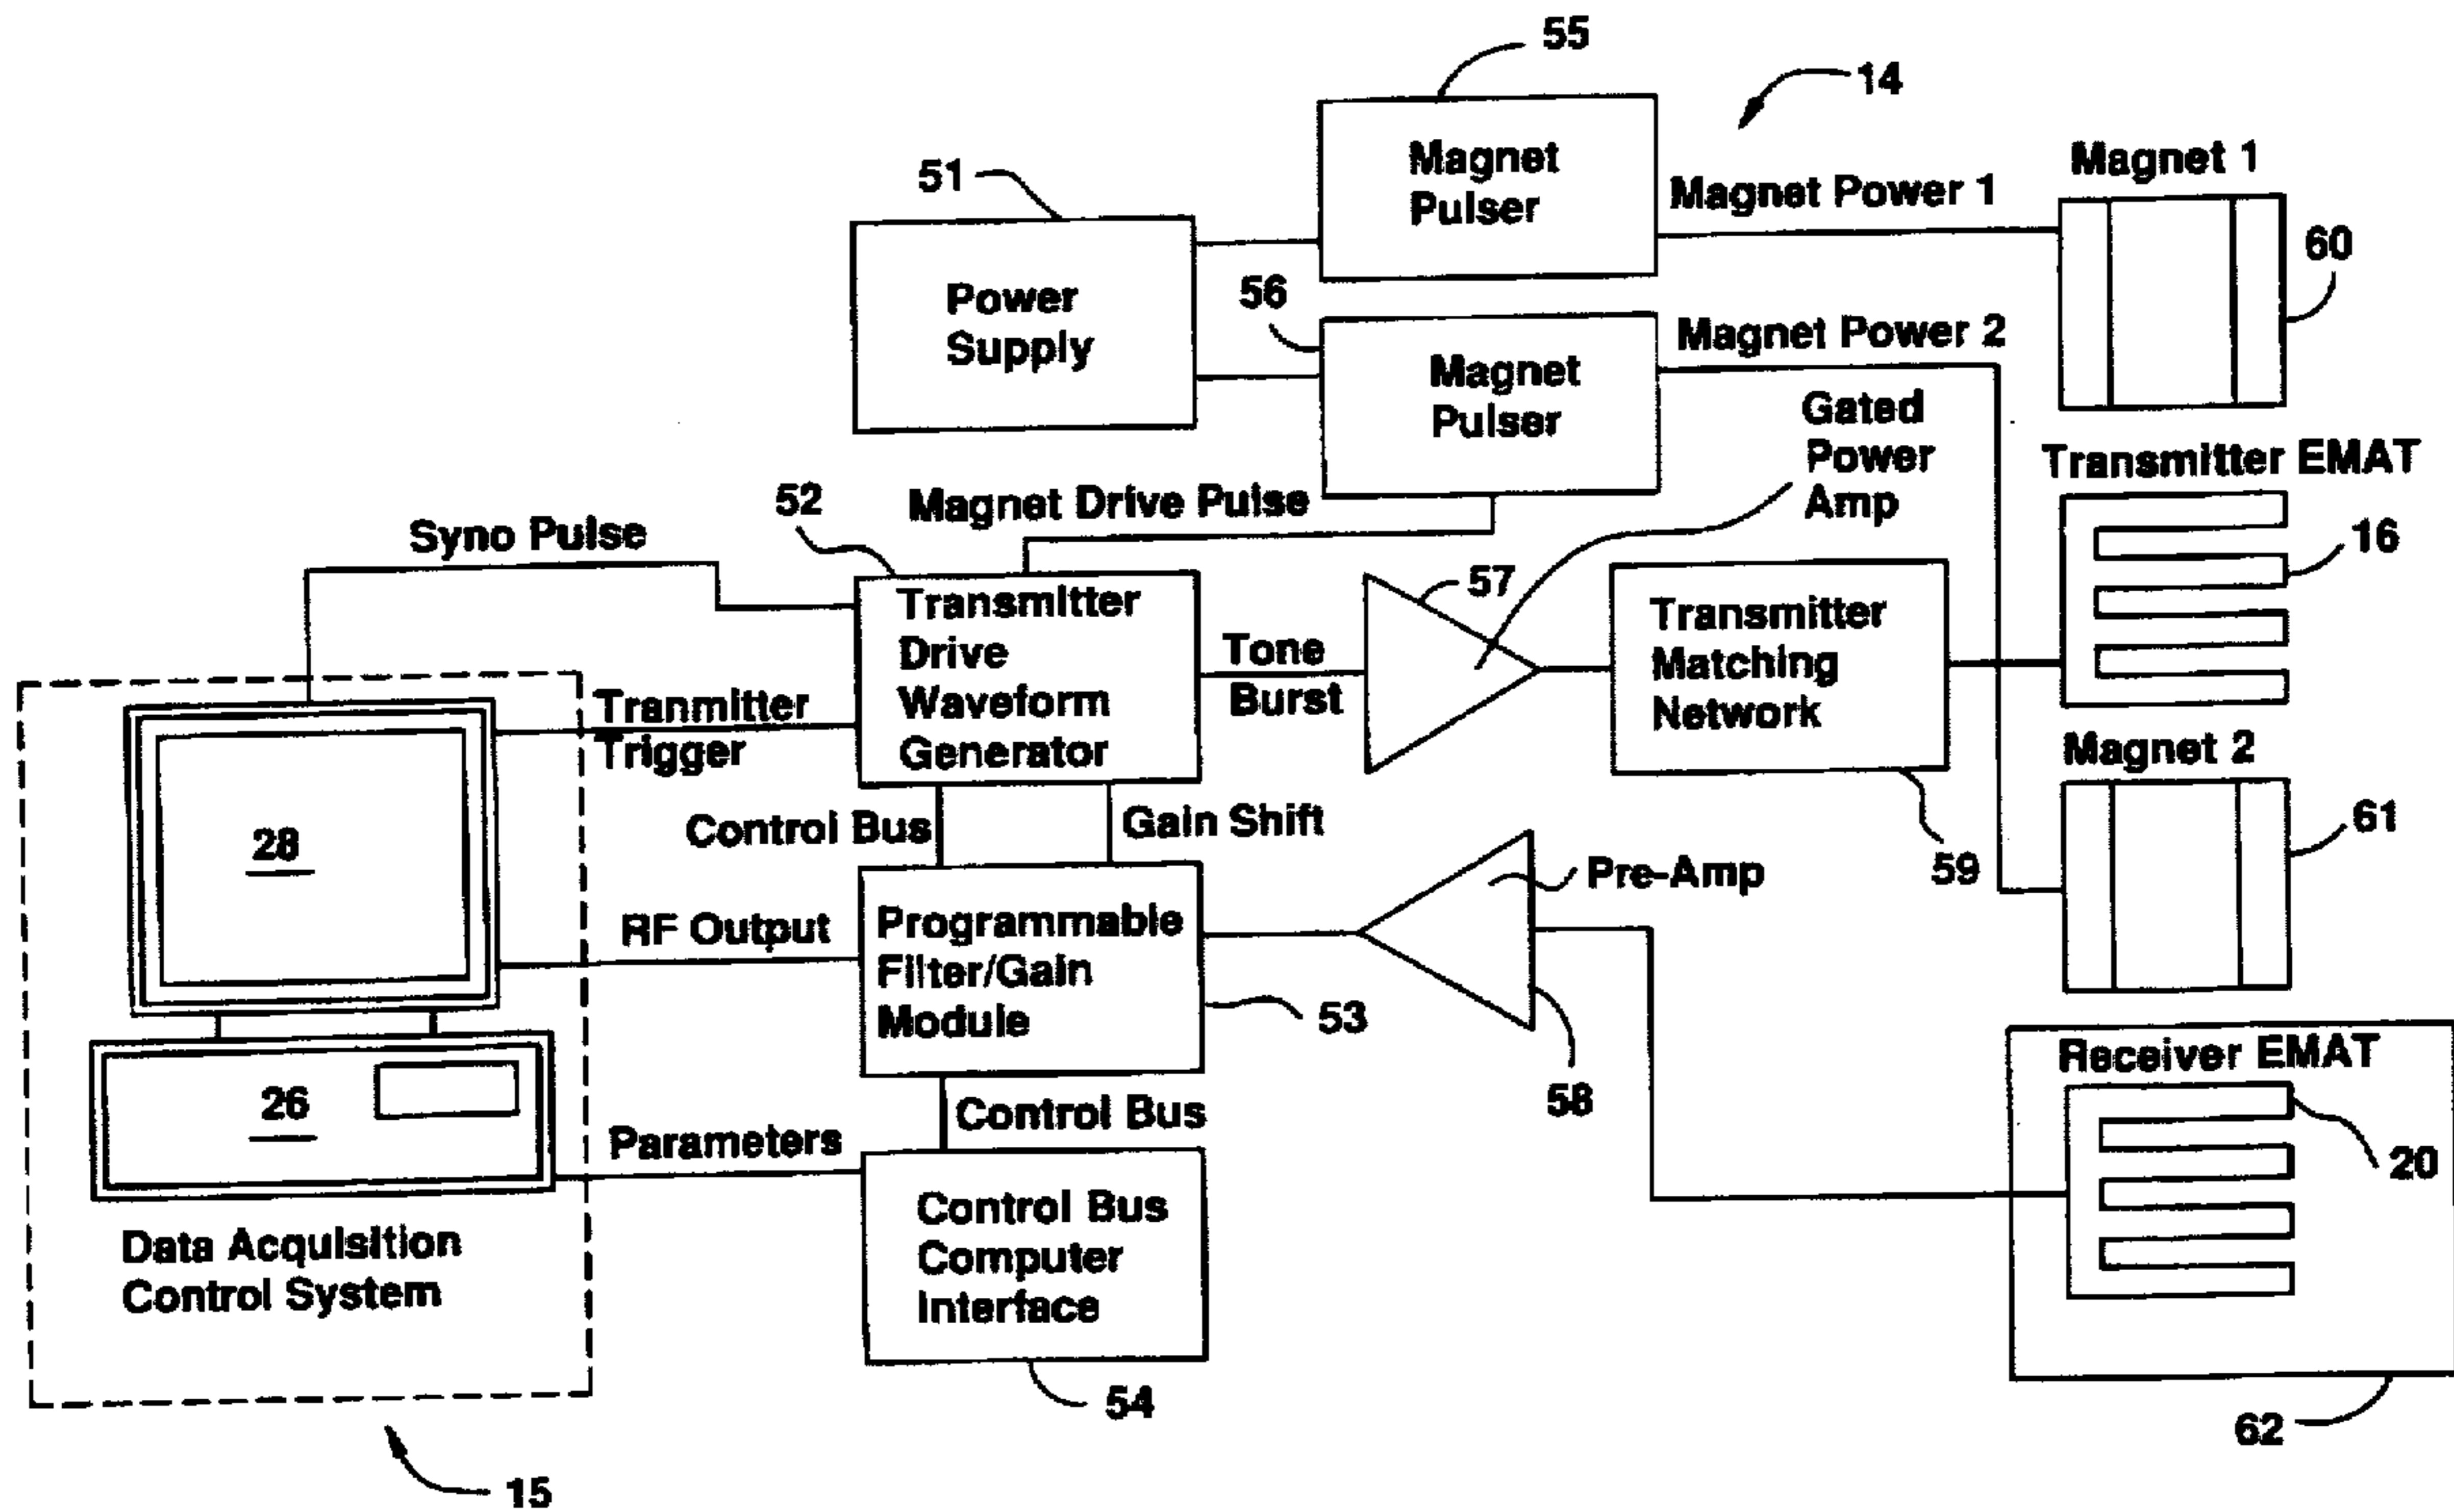 55
14
Magnet
Pulser
Magnet 1
51
Magnet Power 1
60
Power
Supply
56
Magnet Power 2
Magnet
Pulser
Gated
Power
Amp
Transmitter EMAT
52
Magnet Drive Pulse
Syno Pulse
16
57
Transmitter
Drive
Waveform
Generator
Tone
Burst
Transmitter
Matching
Network
Tranmitter
Trigger
Magnet 2
28
Control Bus
Gain Shift
61
59
Pre-Amp
RF Output
Programmable
Filter/Gain
Module
53
Receiver EMAT
58
26
Control Bus
Parameters
20
Control Bus
Computer
Interface
Data Acquisition
Control System
54
62
15